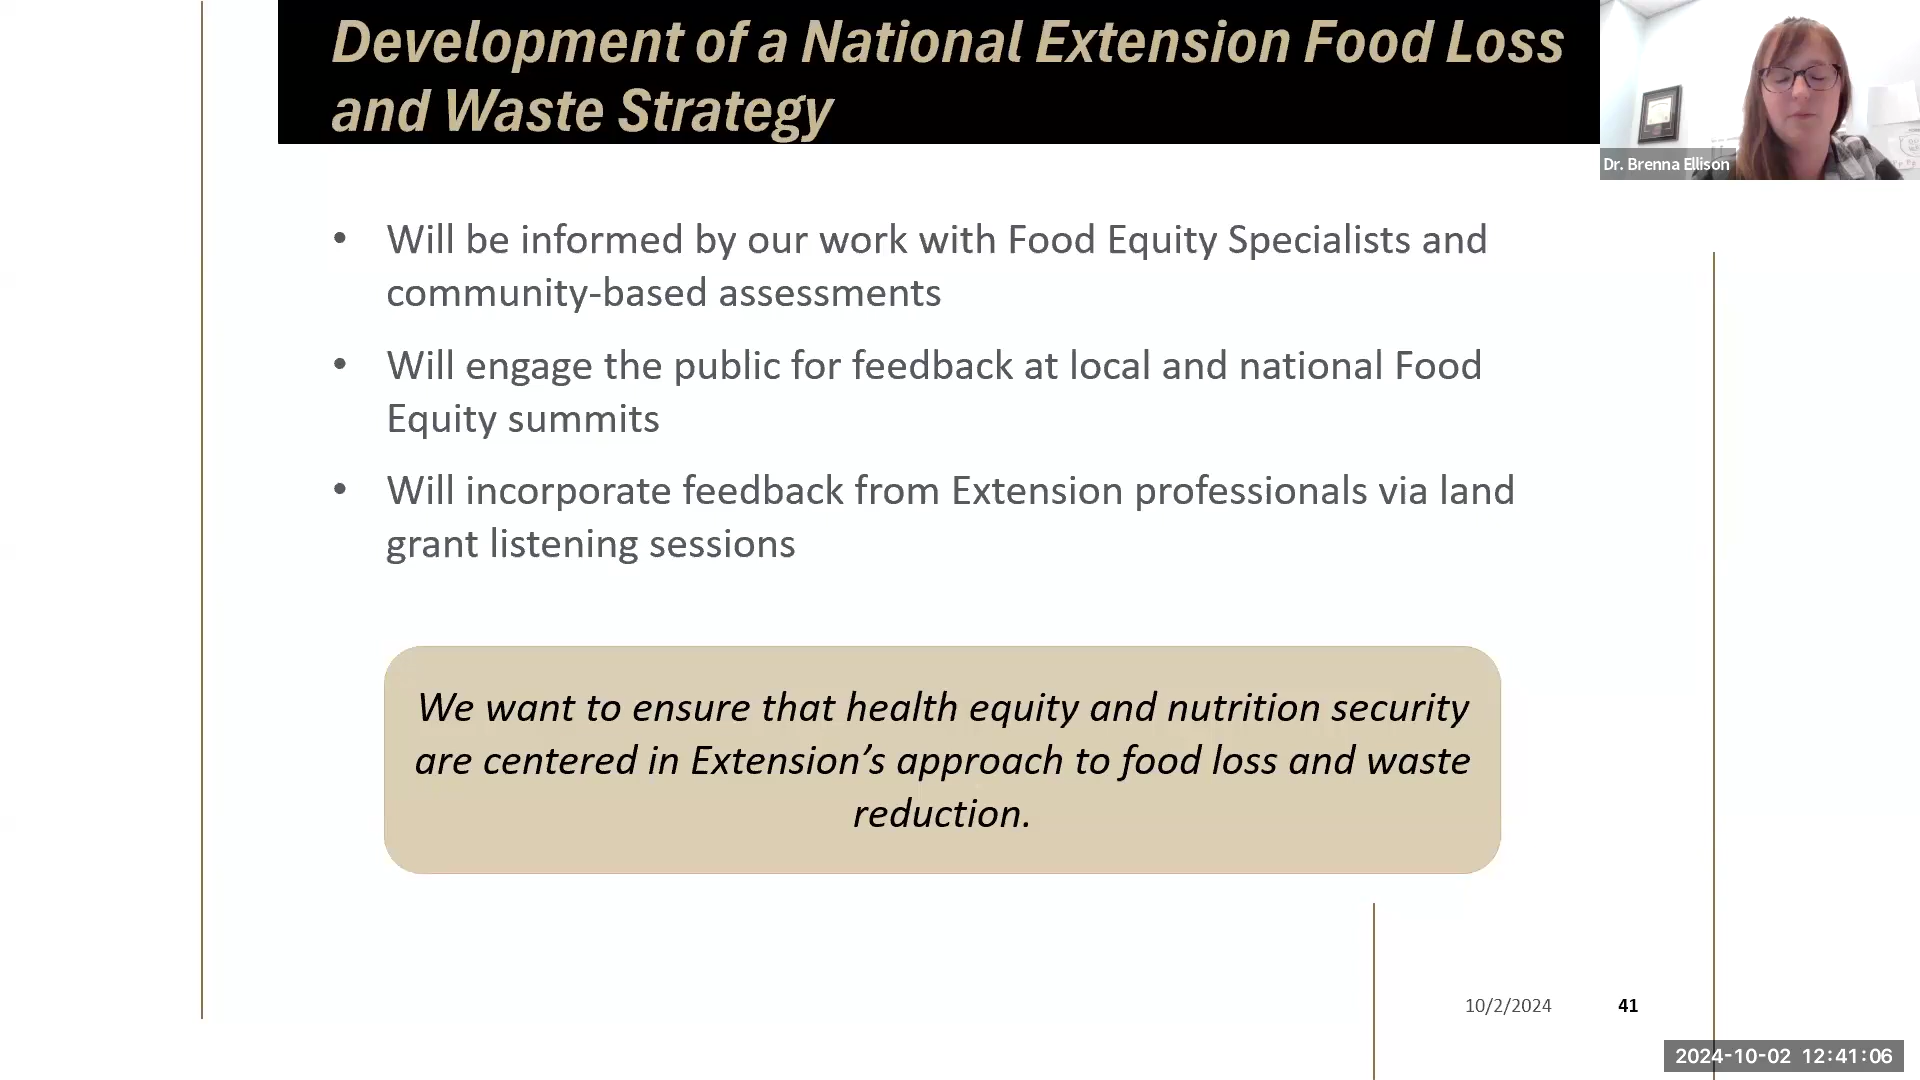 Development of a National Extension Food Loss
and Waste Strategy
Dr. Brenna Ellison
• Will be informed by our work with Food Equity Specialists and
community-based assessments
• Will engage the public for feedback at local and national Food
Equity summits
• Will incorporate feedback from Extension professionals via land
grant listening sessions
We want to ensure that health equity and nutrition security
are centered in Extension’s approach to food loss and waste
reduction.
10/2/2024 41
2024-10-02 12:41:06